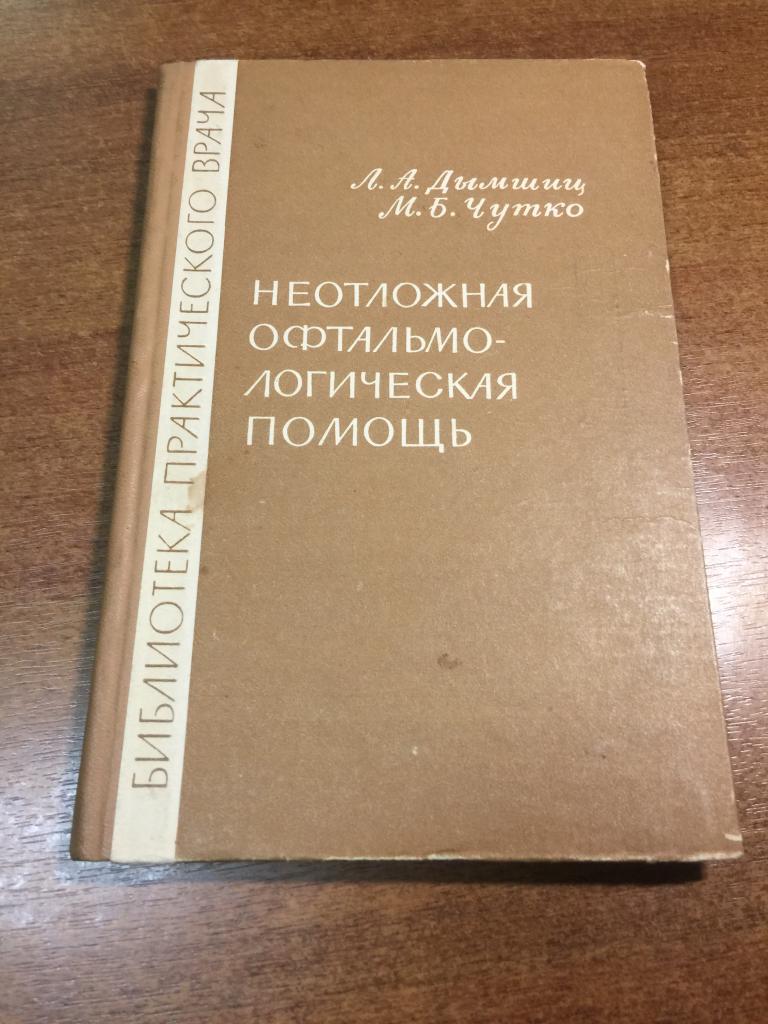 БИБЛИОТЕКА ПРАКТИЧЕСКОГО ВРАЧА
Л. А. Дымшиц
М. Б. Чутко
НЕОТЛОЖНАЯ
ОФТАЛЬМО-
ЛОГИЧЕСКАЯ
ПОМОЩЬ